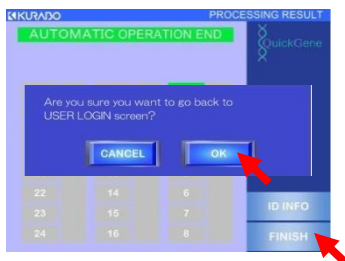 KURABO PROCESSING RESULT
AUTOMATIC OPERATION END
QuickGene
Are you sure you want to go back to
USER LOGIN screen?
CANCEL OK
22 14 6
23 15 7
24 16 8
ID INFO
FINISH